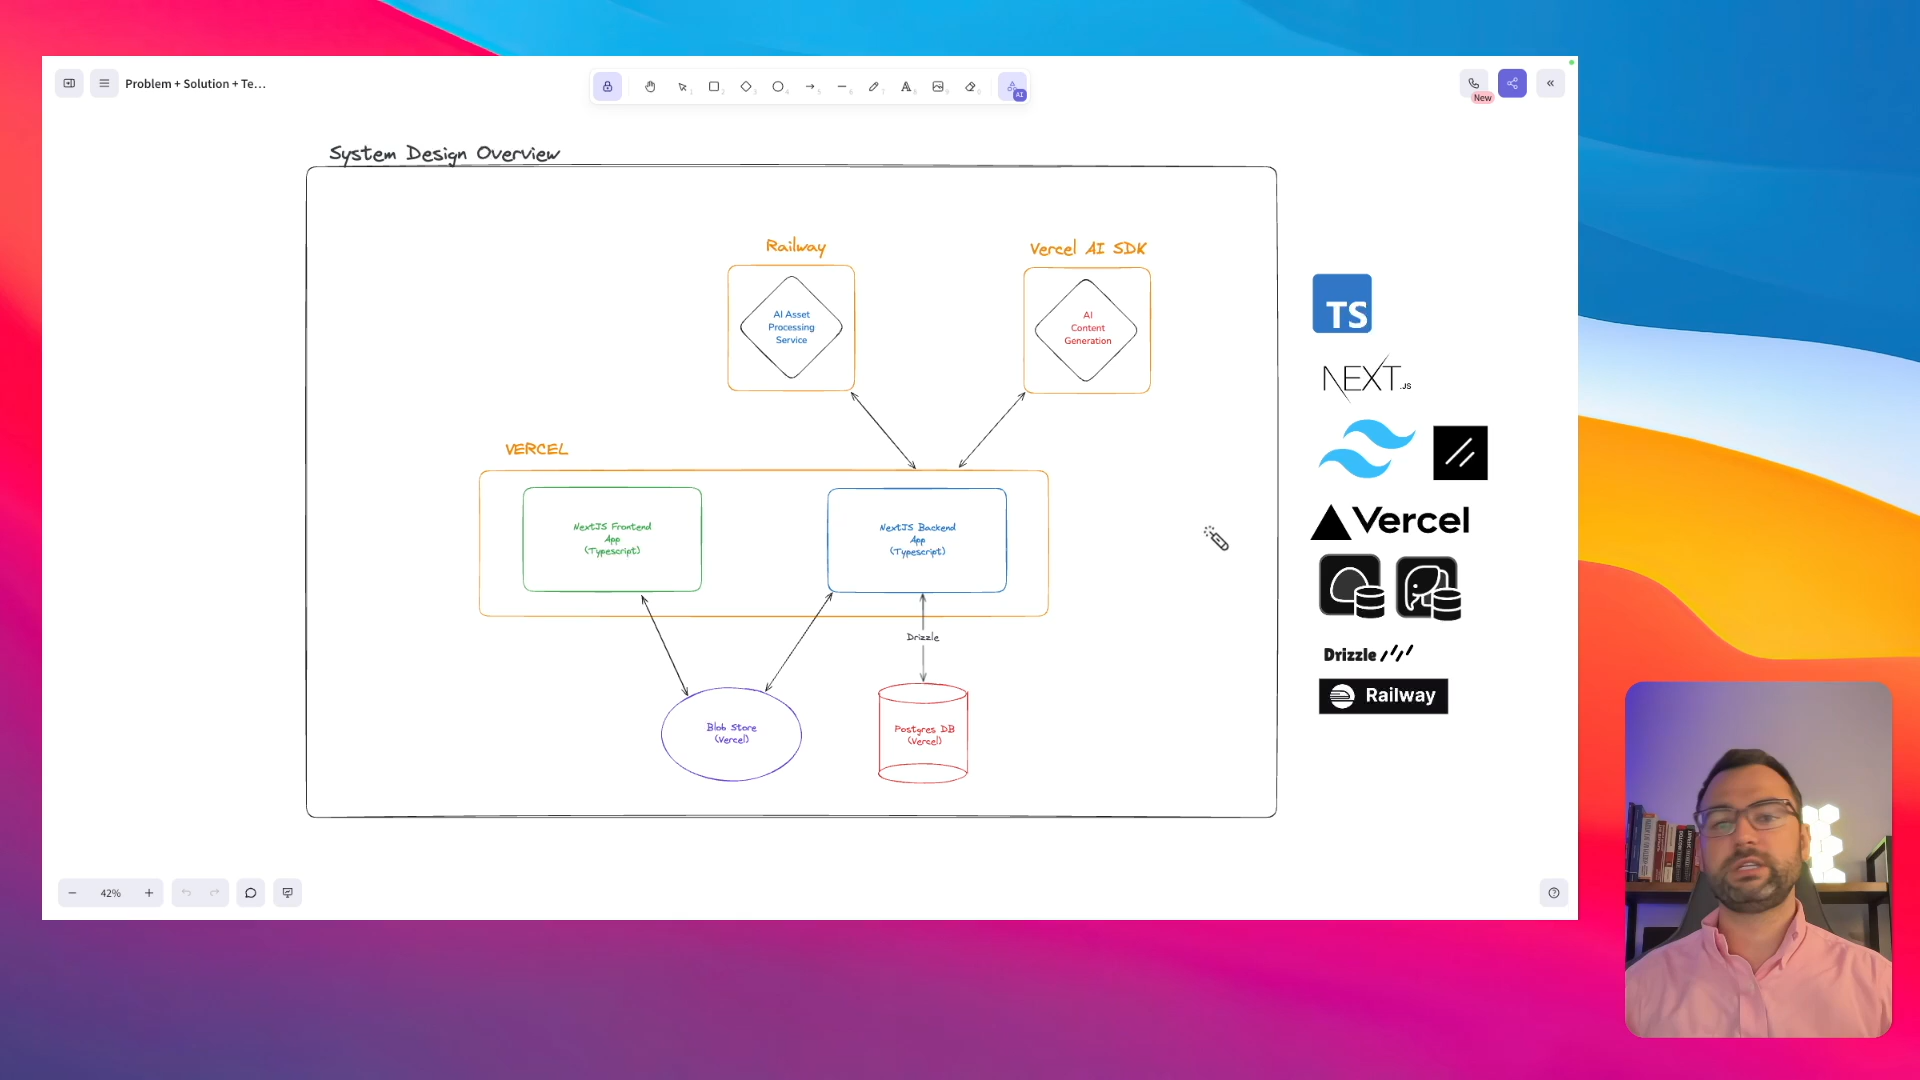 Problem + Solution + Te...
New
AI
System Design Overview
Railway
Vercel AI SDK
AI Asset
Processing
Service
AI
Content
Generation
TS
NEXT.JS
VERCEL
NextJS Frontend
App
(Typescript)
NextJS Backend
App
(Typescript)
Vercel
Drizzle
Drizzle
Railway
Blob Store
(Vercel)
Postgres DB
(Vercel)
42%